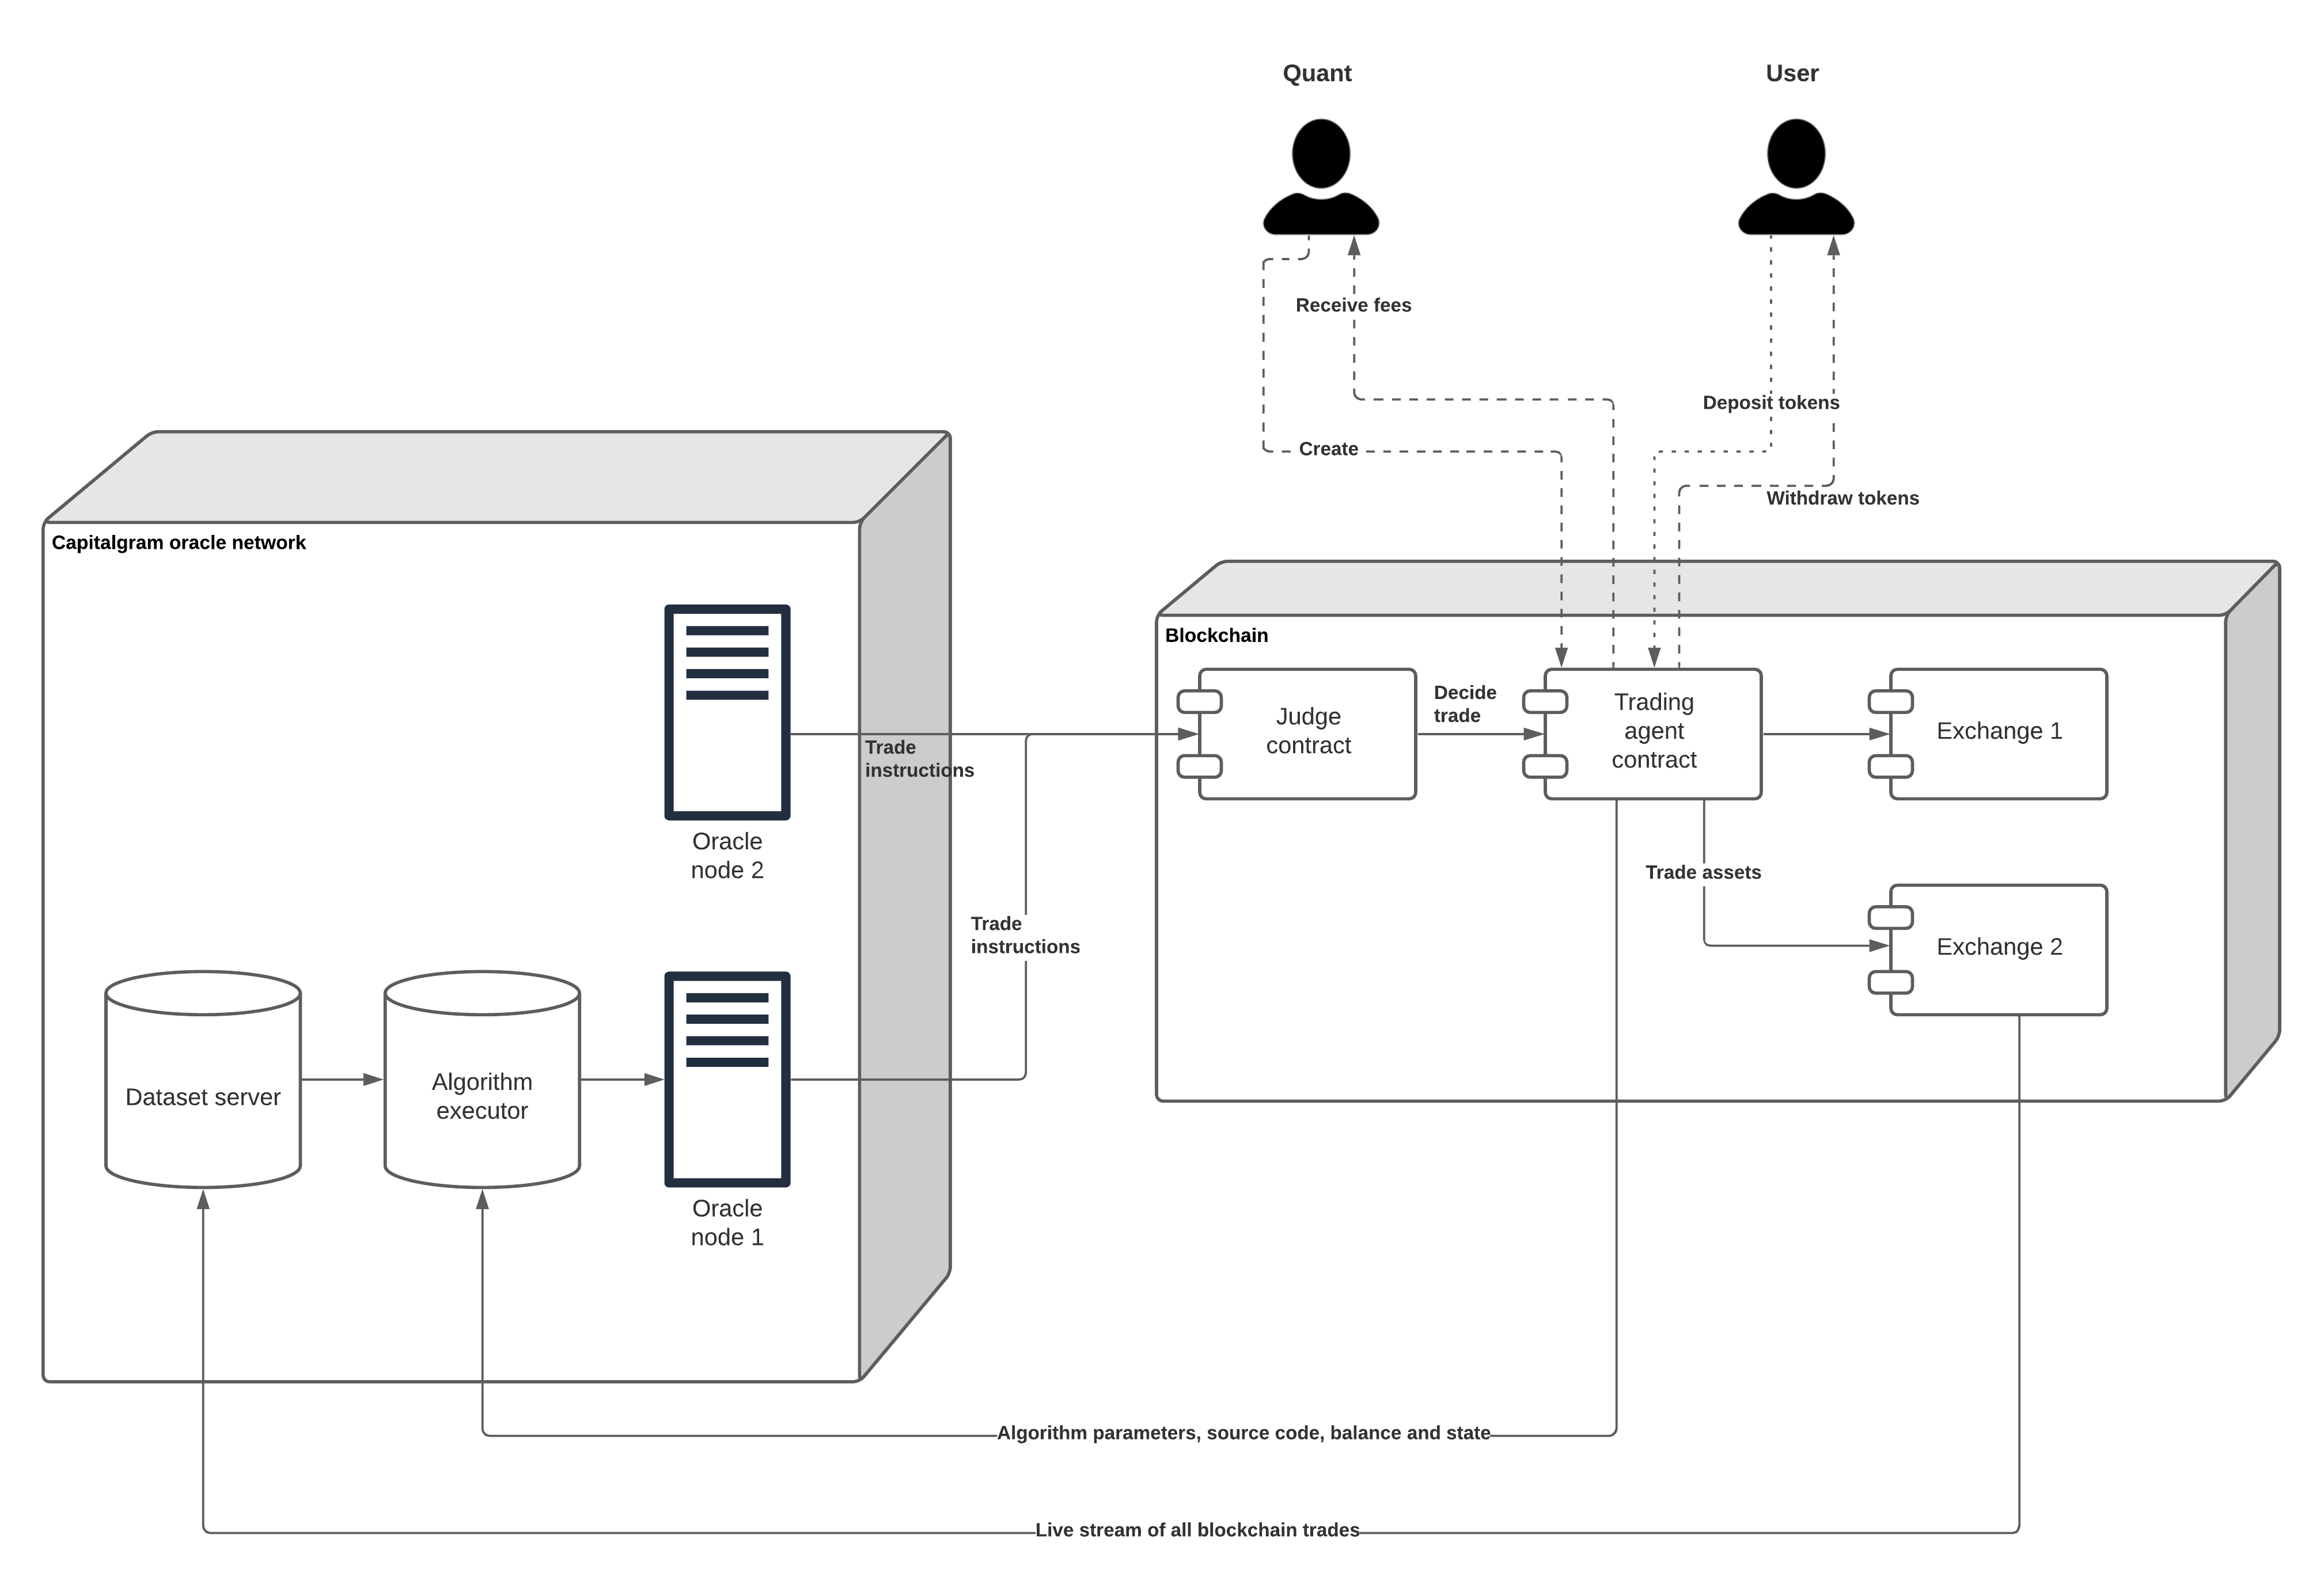 Quant
User
Receive fees
Deposit tokens
Create
Withdraw tokens
Capitalgram oracle network
Blockchain
Decide
trade
Judge
contract
Trading
agent
contract
Exchange 1
Trade
instructions
Oracle
node 2
Trade assets
Trade
instructions
Exchange 2
Dataset server
Algorithm
executor
Oracle
node 1
Algorithm parameters, source code, balance and state
Live stream of all blockchain trades